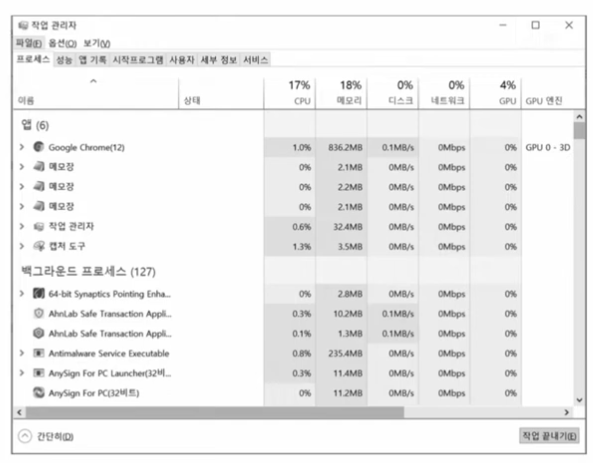 작업 관리자
파일(F) 옵션(O) 보기(V)
프로세스 성능 앱 기록 시작프로그램 사용자 세부 정보 서비스
17% 18% 0% 0% 4%
이름 상태 CPU 메모리 디스크 네트워크 GPU GPU 엔진
앱 (6)
Google Chrome(12) 1.0% 836.2MB 0.1MB/s 0Mbps 0% GPU 0 - 3D
메모장 0% 2.1MB 0MB/s 0Mbps 0%
메모장 0% 2.2MB 0MB/s 0Mbps 0%
메모장 0% 2.1MB 0MB/s 0Mbps 0%
작업 관리자 0.6% 32.4MB 0MB/s 0Mbps 0%
캡처 도구 1.3% 3.5MB 0MB/s 0Mbps 0%
백그라운드 프로세스 (127)
64-bit Synaptics Pointing Enha... 0% 2.8MB 0MB/s 0Mbps 0%
AhnLab Safe Transaction Appli... 0.3% 10.2MB 0.1MB/s 0Mbps 0%
AhnLab Safe Transaction Appli... 0.1% 1.3MB 0.1MB/s 0Mbps 0%
Antimalware Service Executable 0.8% 235.4MB 0MB/s 0Mbps 0%
AnySign For PC Launcher(32비... 0.3% 11.4MB 0MB/s 0Mbps 0%
AnySign For PC(32비트) 0% 11.2MB 0MB/s 0Mbps 0%
간단히(D) 작업 끝내기(E)